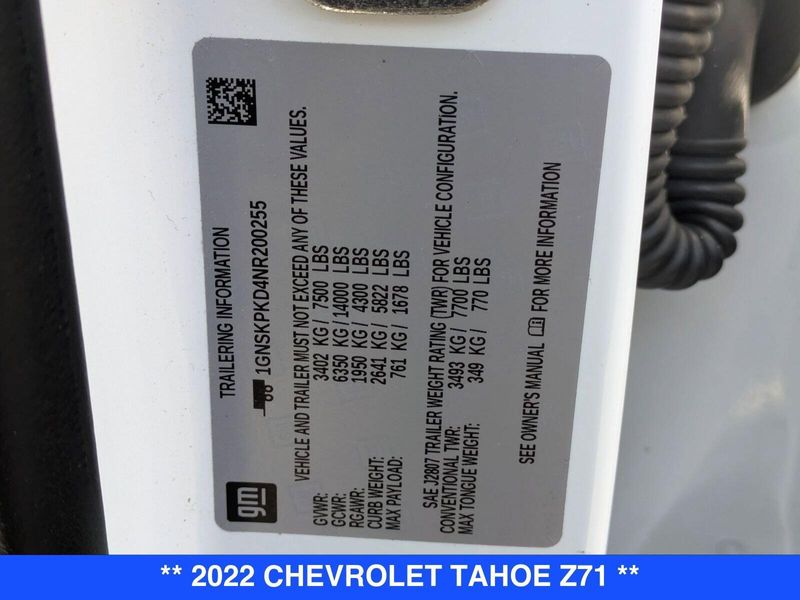 gm
TRAILERING INFORMATION
1GNSKPKD4NR200255
VEHICLE AND TRAILER MUST NOT EXCEED ANY OF THESE VALUES.
GVWR: 3402 KG / 7500 LBS
GCWR: 6350 KG / 14000 LBS
RGAWR: 1950 KG / 4300 LBS
CURB WEIGHT: 2641 KG / 5822 LBS
MAX PAYLOAD: 761 KG / 1678 LBS
SAE J2807 TRAILER WEIGHT RATING (TWR) FOR VEHICLE CONFIGURATION.
CONVENTIONAL TWR: 3493 KG / 7700 LBS
MAX TONGUE WEIGHT: 349 KG / 770 LBS
SEE OWNER'S MANUAL FOR MORE INFORMATION
** 2022 CHEVROLET TAHOE Z71 **